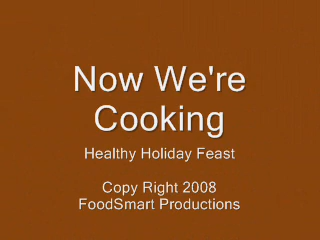 Now We're
Cooking
Healthy Holiday Feast
Copy Right 2008
FoodSmart Productions